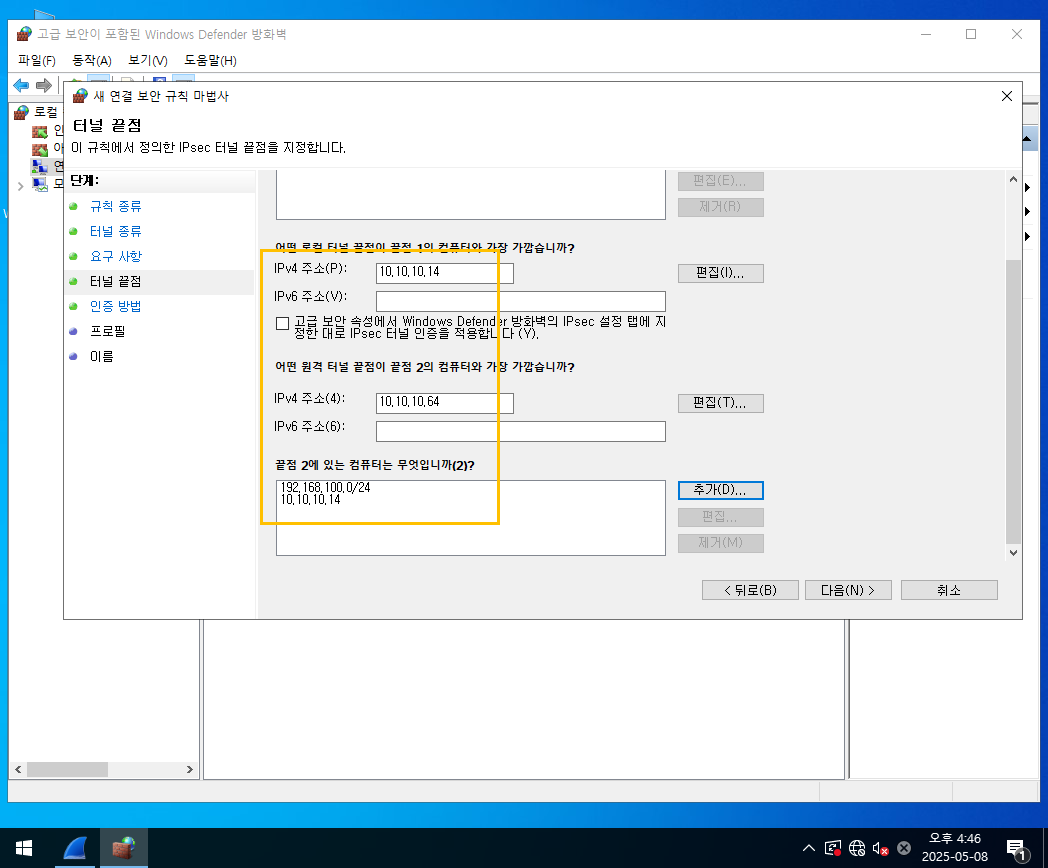 고급 보안이 포함된 Windows Defender 방화벽
파일(F) 동작(A) 보기(V) 도움말(H)
로컬
새 연결 보안 규칙 마법사
터널 끝점
이 규칙에서 정의한 IPsec 터널 끝점을 지정합니다.
단계:
규칙 종류
터널 종류
요구 사항
터널 끝점
인증 방법
프로필
이름
편집(E)...
제거(R)
어떤 로컬 터널 끝점이 끝점 1의 컴퓨터와 가장 가깝습니까?
IPv4 주소(P):
10.10.10.14
편집(I)...
IPv6 주소(V):
고급 보안 속성에서 Windows Defender 방화벽의 IPsec 설정 탭에 지
정한 대로 IPsec 터널 인증을 적용합니다(Y).
어떤 원격 터널 끝점이 끝점 2의 컴퓨터와 가장 가깝습니까?
IPv4 주소(4):
10.10.10.64
편집(T)...
IPv6 주소(6):
끝점 2에 있는 컴퓨터는 무엇입니까(2)?
192.168.100.0/24
10.10.10.14
추가(D)...
편집...
제거(M)
< 뒤로(B)
다음(N) >
취소
오후 4:46
2025-05-08
1